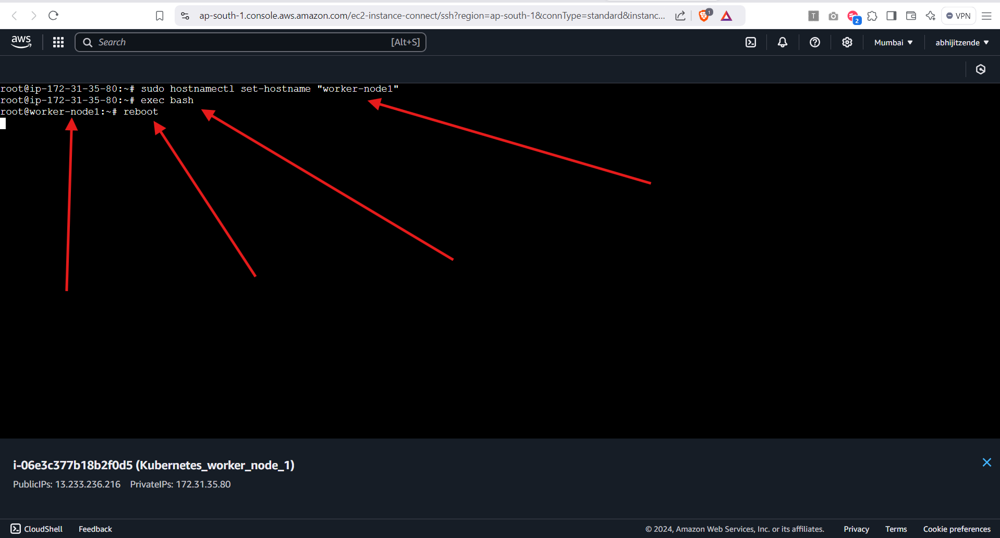 ap-south-1.console.aws.amazon.com/ec2-instance-connect/ssh?region=ap-south-1&connType=standard&instanc...
1
T
2
VPN
aws
Search
[Alt+S]
Mumbai
abhijitzende
root@ip-172-31-35-80:~# sudo hostnamectl set-hostname "worker-node1"
root@ip-172-31-35-80:~# exec bash
root@worker-node1:~# reboot
i-06e3c377b18b2f0d5 (Kubernetes_worker_node_1)
PublicIPs: 13.233.236.216 PrivateIPs: 172.31.35.80
CloudShell Feedback © 2024, Amazon Web Services, Inc. or its affiliates. Privacy Terms Cookie preferences